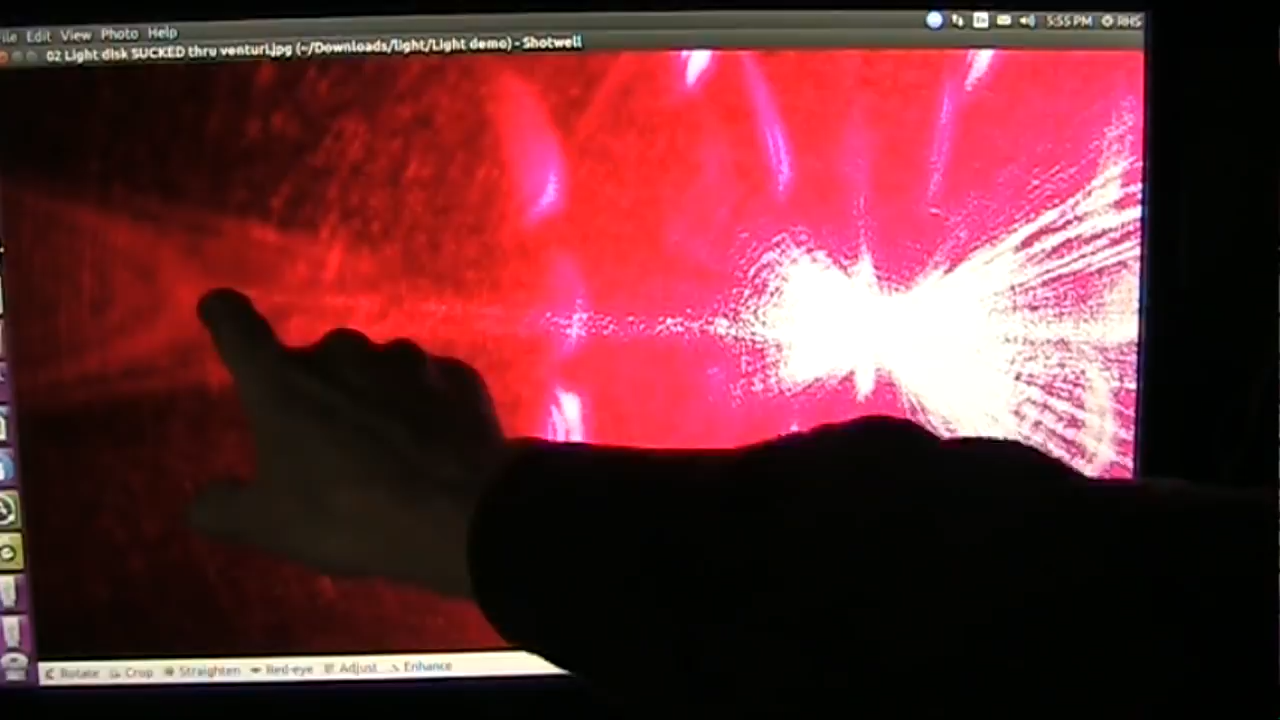 File Edit View Photo Help
5:55 PM RHS
02 Light disk SUCKED thru venturi.jpg (~/Downloads/light/Light demo) - Shotwell
Rotate Crop Straighten Red-eye Adjust Enhance